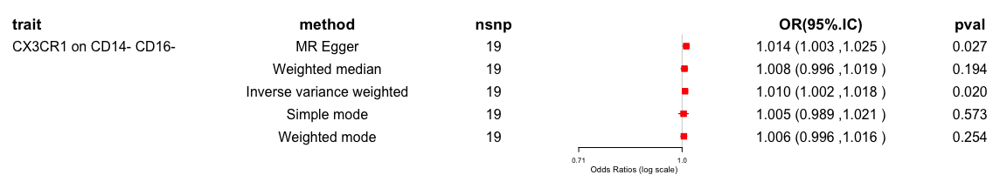 trait method nsnp OR(95%.IC) pval
CX3CR1 on CD14- CD16- MR Egger 19 1.014 (1.003 ,1.025 ) 0.027
Weighted median 19 1.008 (0.996 ,1.019 ) 0.194
Inverse variance weighted 19 1.010 (1.002 ,1.018 ) 0.020
Simple mode 19 1.005 (0.989 ,1.021 ) 0.573
Weighted mode 19 1.006 (0.996 ,1.016 ) 0.254
0.71 1.0
Odds Ratios (log scale)